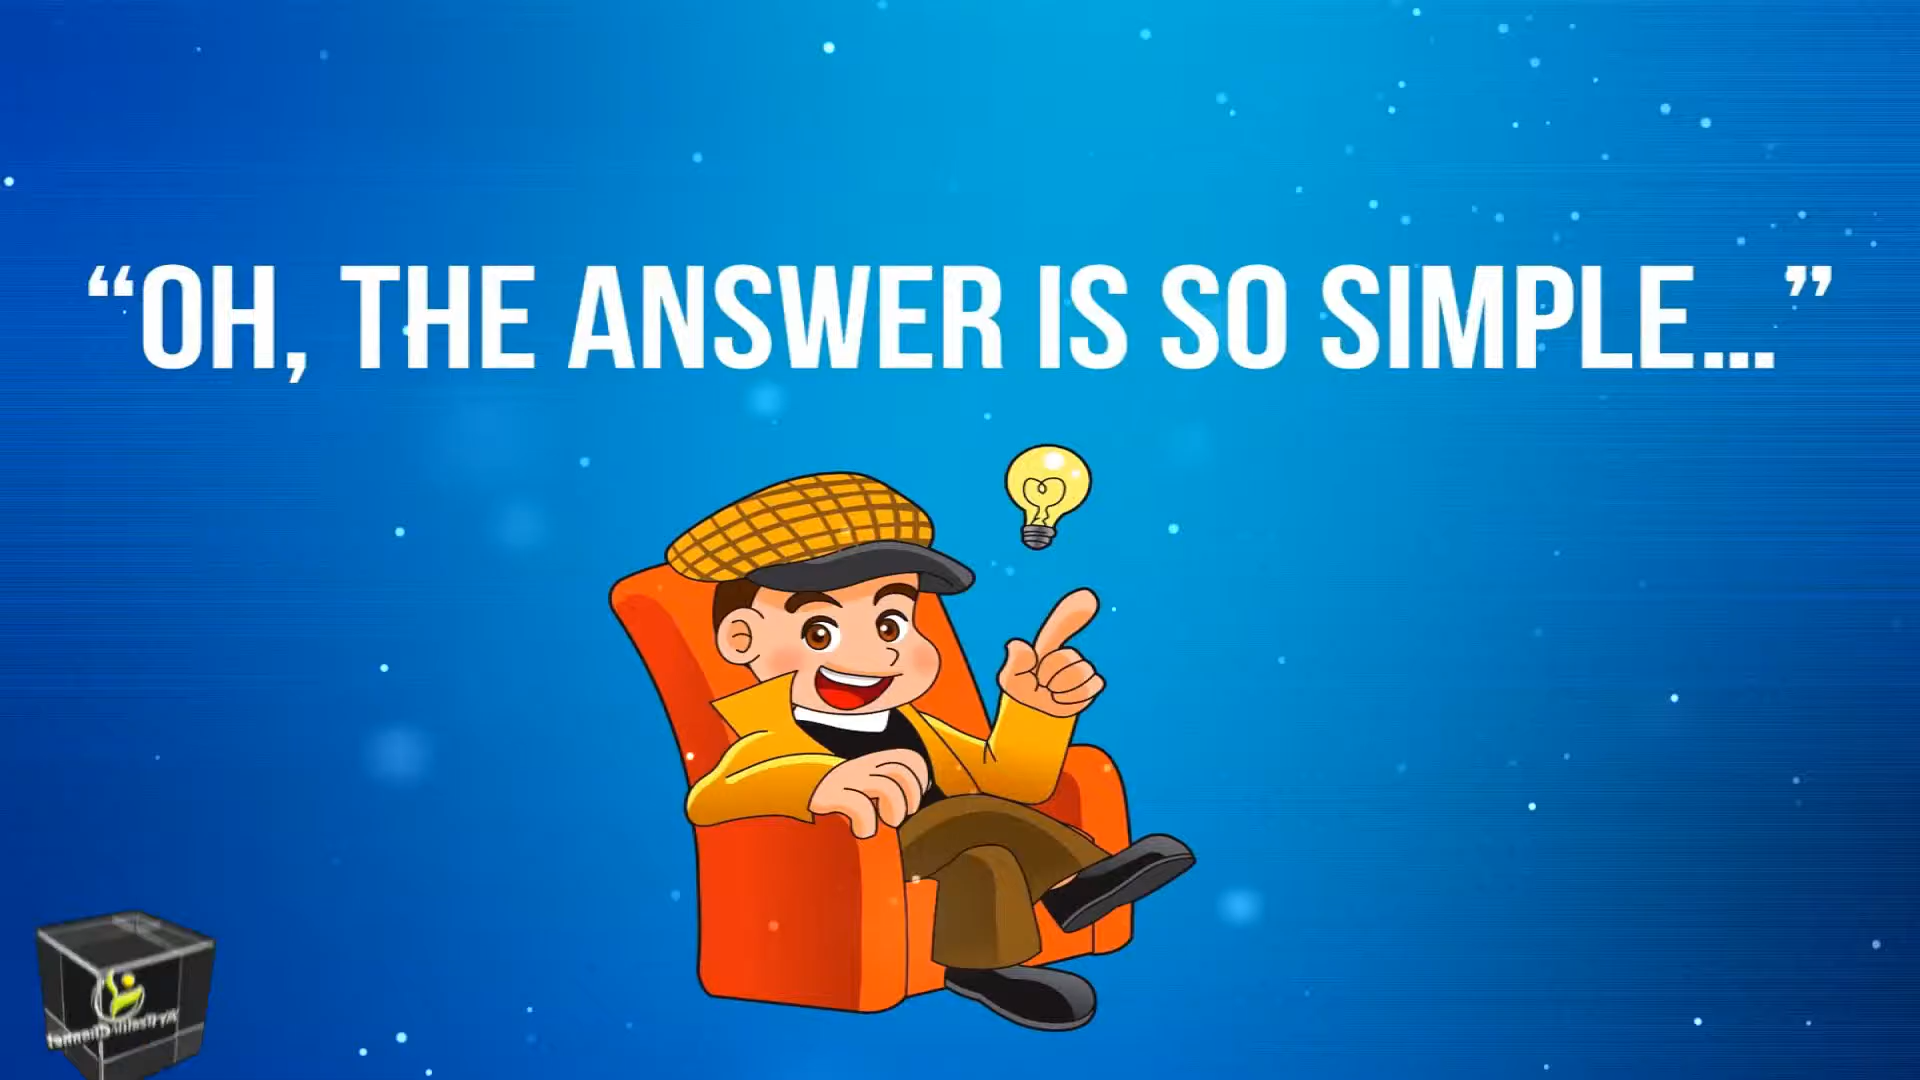 “OH, THE ANSWER IS SO SIMPLE...”